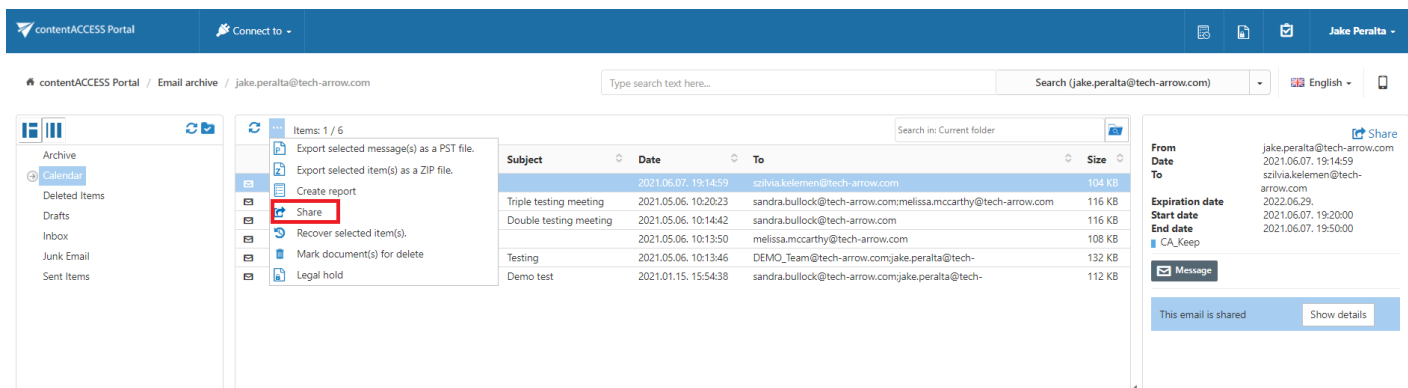 contentACCESS Portal
Connect to
Jake Peralta
contentACCESS Portal / Email archive / jake.peralta@tech-arrow.com
Type search text here...
Search (jake.peralta@tech-arrow.com)
English
Archive
Calendar
Deleted Items
Drafts
Inbox
Junk Email
Sent Items
Items: 1 / 6
Search in: Current folder
Export selected message(s) as a PST file.
Export selected item(s) as a ZIP file.
Create report
Share
Recover selected item(s).
Mark document(s) for delete
Legal hold
Subject Date To Size
2021.06.07. 19:14:59 szilvia.kelemen@tech-arrow.com 104 KB
Triple testing meeting 2021.05.06. 10:20:23 sandra.bullock@tech-arrow.com;melissa.mccarthy@tech-arrow.com 116 KB
Double testing meeting 2021.05.06. 10:14:42 sandra.bullock@tech-arrow.com 116 KB
2021.05.06. 10:13:50 melissa.mccarthy@tech-arrow.com 108 KB
Testing 2021.05.06. 10:13:46 DEMO_Team@tech-arrow.com;jake.peralta@tech- 132 KB
Demo test 2021.01.15. 15:54:38 sandra.bullock@tech-arrow.com;jake.peralta@tech- 112 KB
Share
From jake.peralta@tech-arrow.com
Date 2021.06.07. 19:14:59
To szilvia.kelemen@tech-
arrow.com
Expiration date 2022.06.29.
Start date 2021.06.07. 19:20:00
End date 2021.06.07. 19:50:00
CA_Keep
Message
This email is shared
Show details